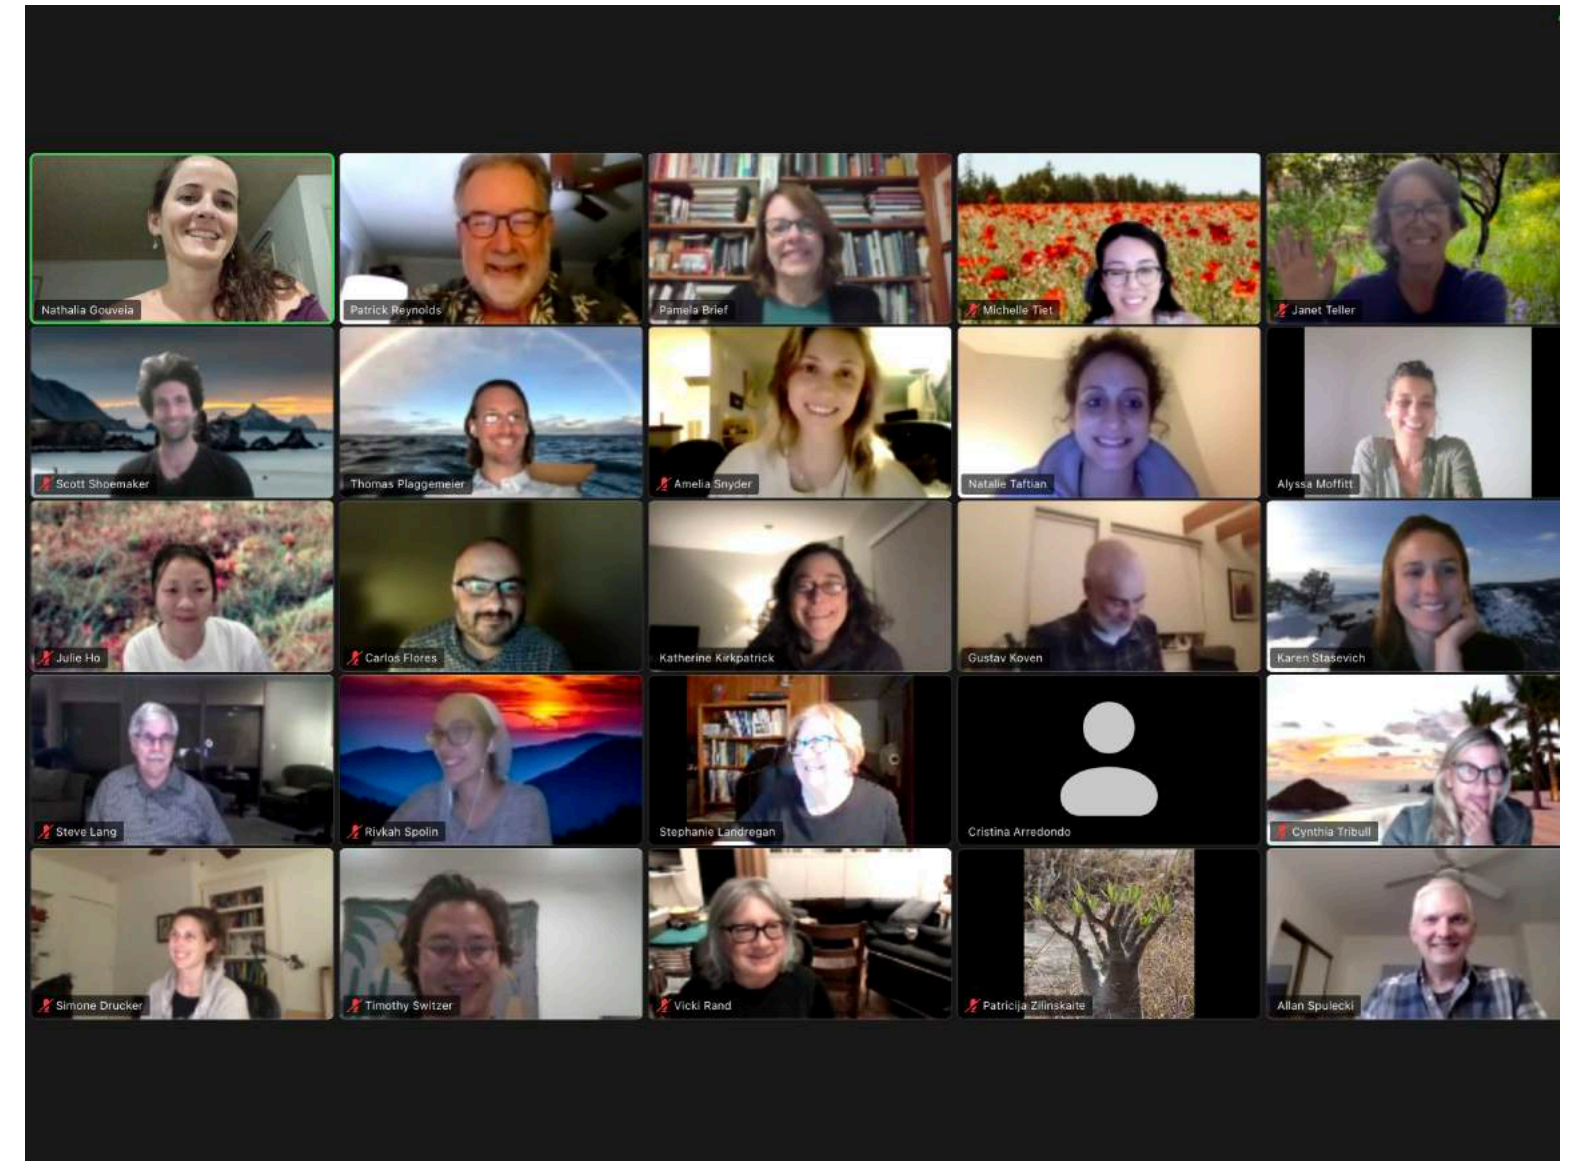 Nathalia Gouveia
Patrick Reynolds
Pamela Brief
Michelle Tiet
Janet Teller
Scott Shoemaker
Thomas Plaggemeier
Amelia Snyder
Natalie Taftian
Alyssa Moffitt
Julie Ho
Carlos Flores
Katherine Kirkpatrick
Gustav Koven
Karen Stasevich
Steve Lang
Rivkah Spolin
Stephanie Landregan
Cristina Arredondo
Cynthia Tribull
Simone Drucker
Timothy Switzer
Vicki Rand
Patricija Zilinskaite
Allan Spulecki